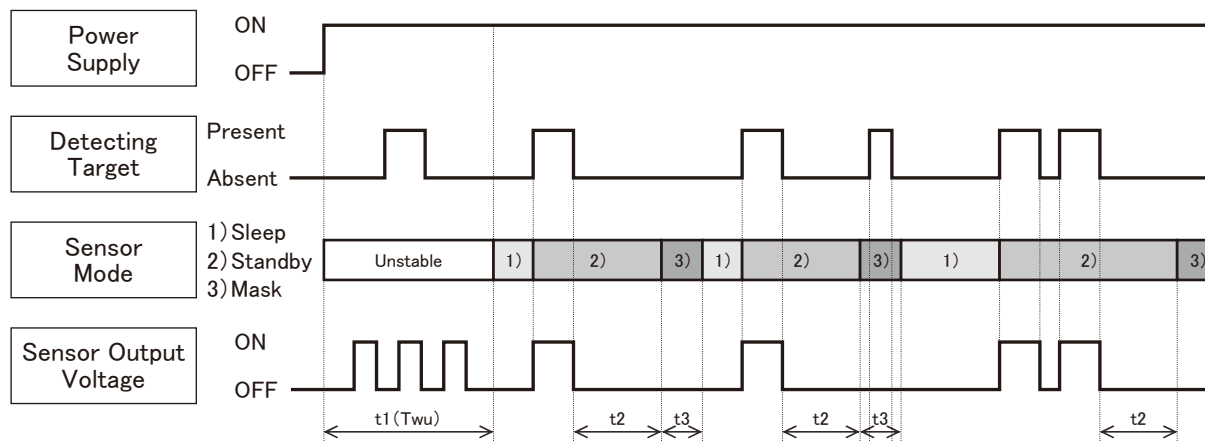 Power
Supply
ON
OFF
Detecting
Target
Present
Absent
Sensor
Mode
1) Sleep
2) Standby
3) Mask
Unstable
1)
2)
3)
1)
2)
3)
1)
2)
3)
Sensor Output
Voltage
ON
OFF
t1(Twu)
t2
t3
t2
t3
t2